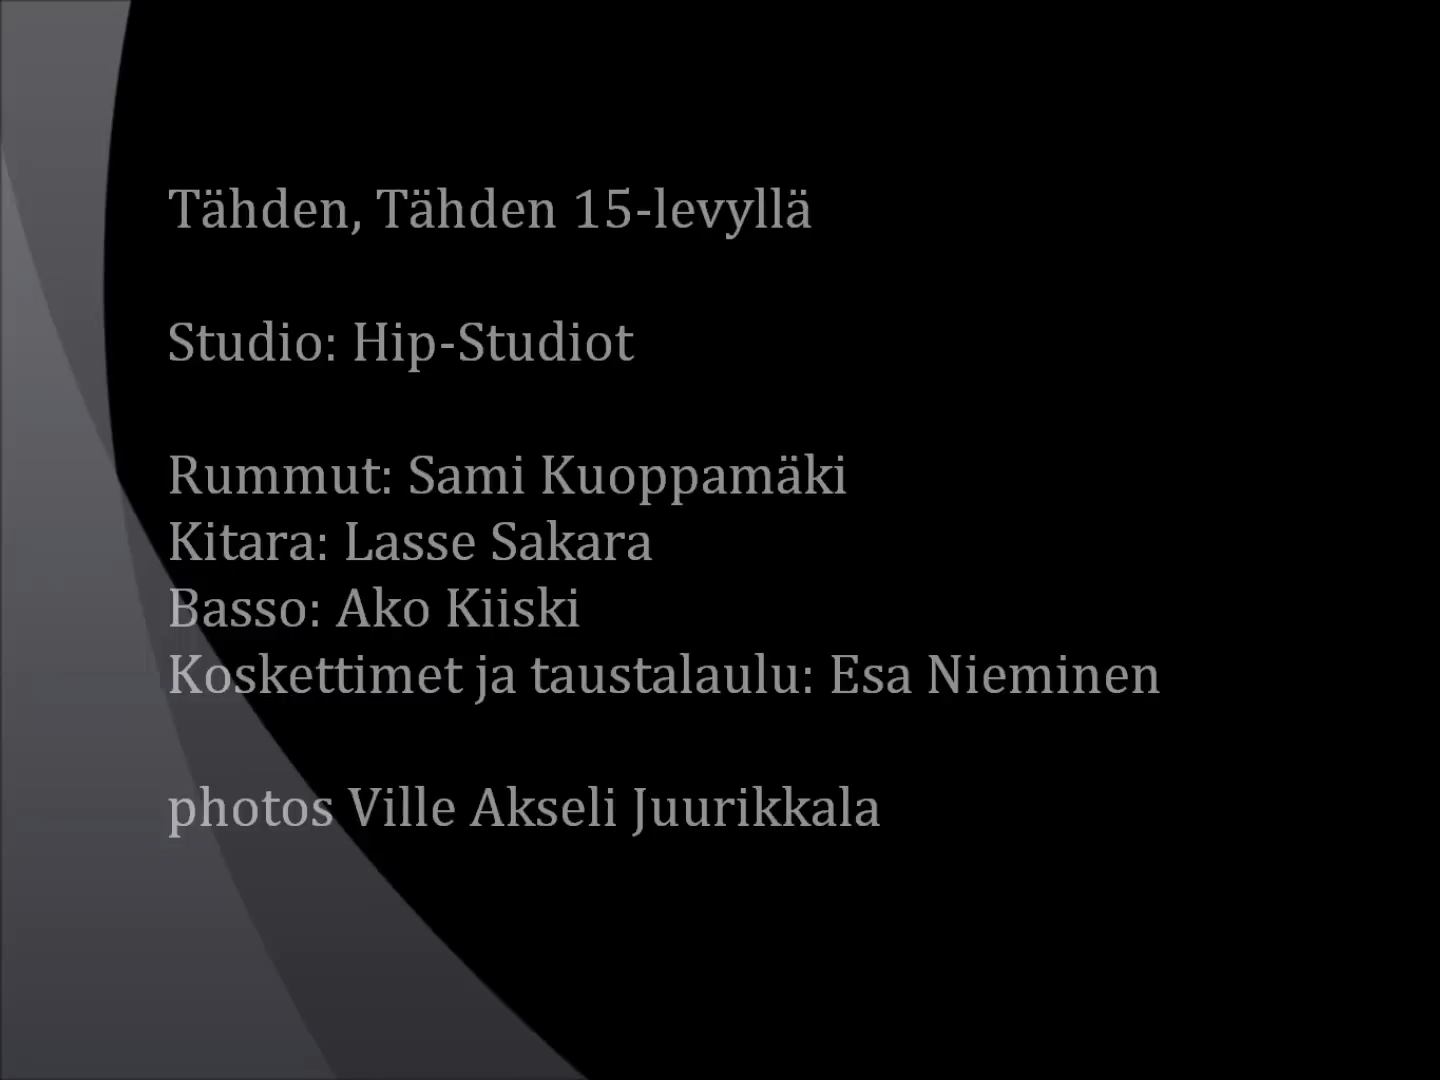 Tähden, Tähden 15-levyllä
Studio: Hip-Studiot
Rummut: Sami Kuoppamäki
Kitara: Lasse Sakara
Basso: Ako Kiiski
Koskettimet ja taustalaulu: Esa Nieminen
photos Ville Akseli Juurikkala